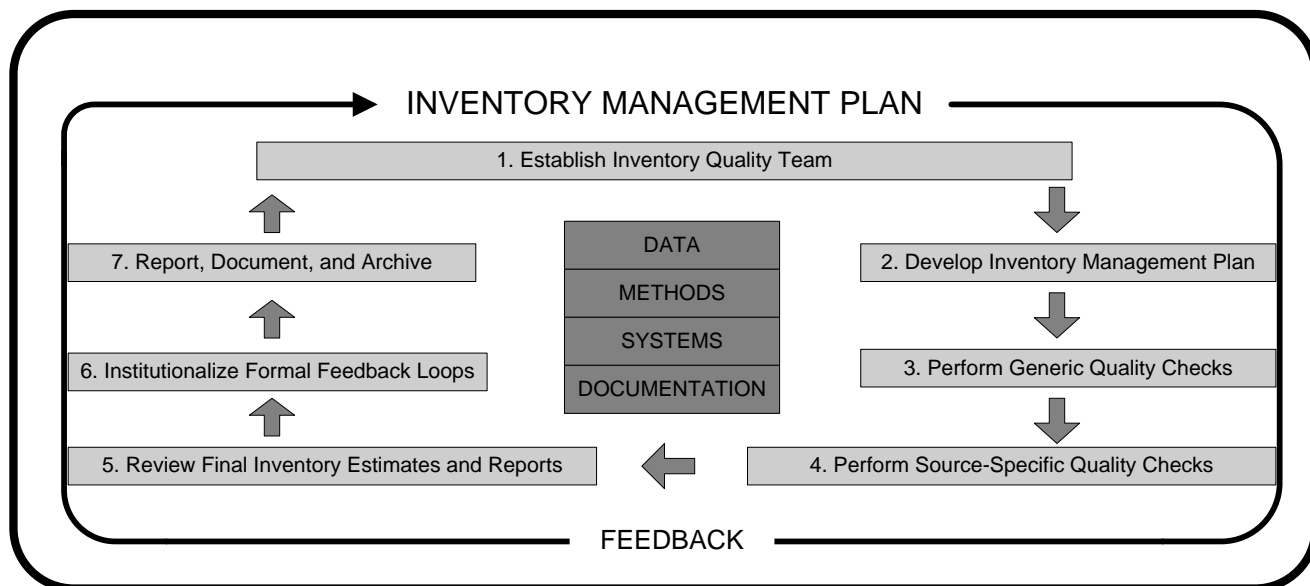 INVENTORY MANAGEMENT PLAN
1. Establish Inventory Quality Team
7. Report, Document, and Archive
DATA
2. Develop Inventory Management Plan
METHODS
SYSTEMS
6. Institutionalize Formal Feedback Loops
3. Perform Generic Quality Checks
DOCUMENTATION
5. Review Final Inventory Estimates and Reports
4. Perform Source-Specific Quality Checks
FEEDBACK